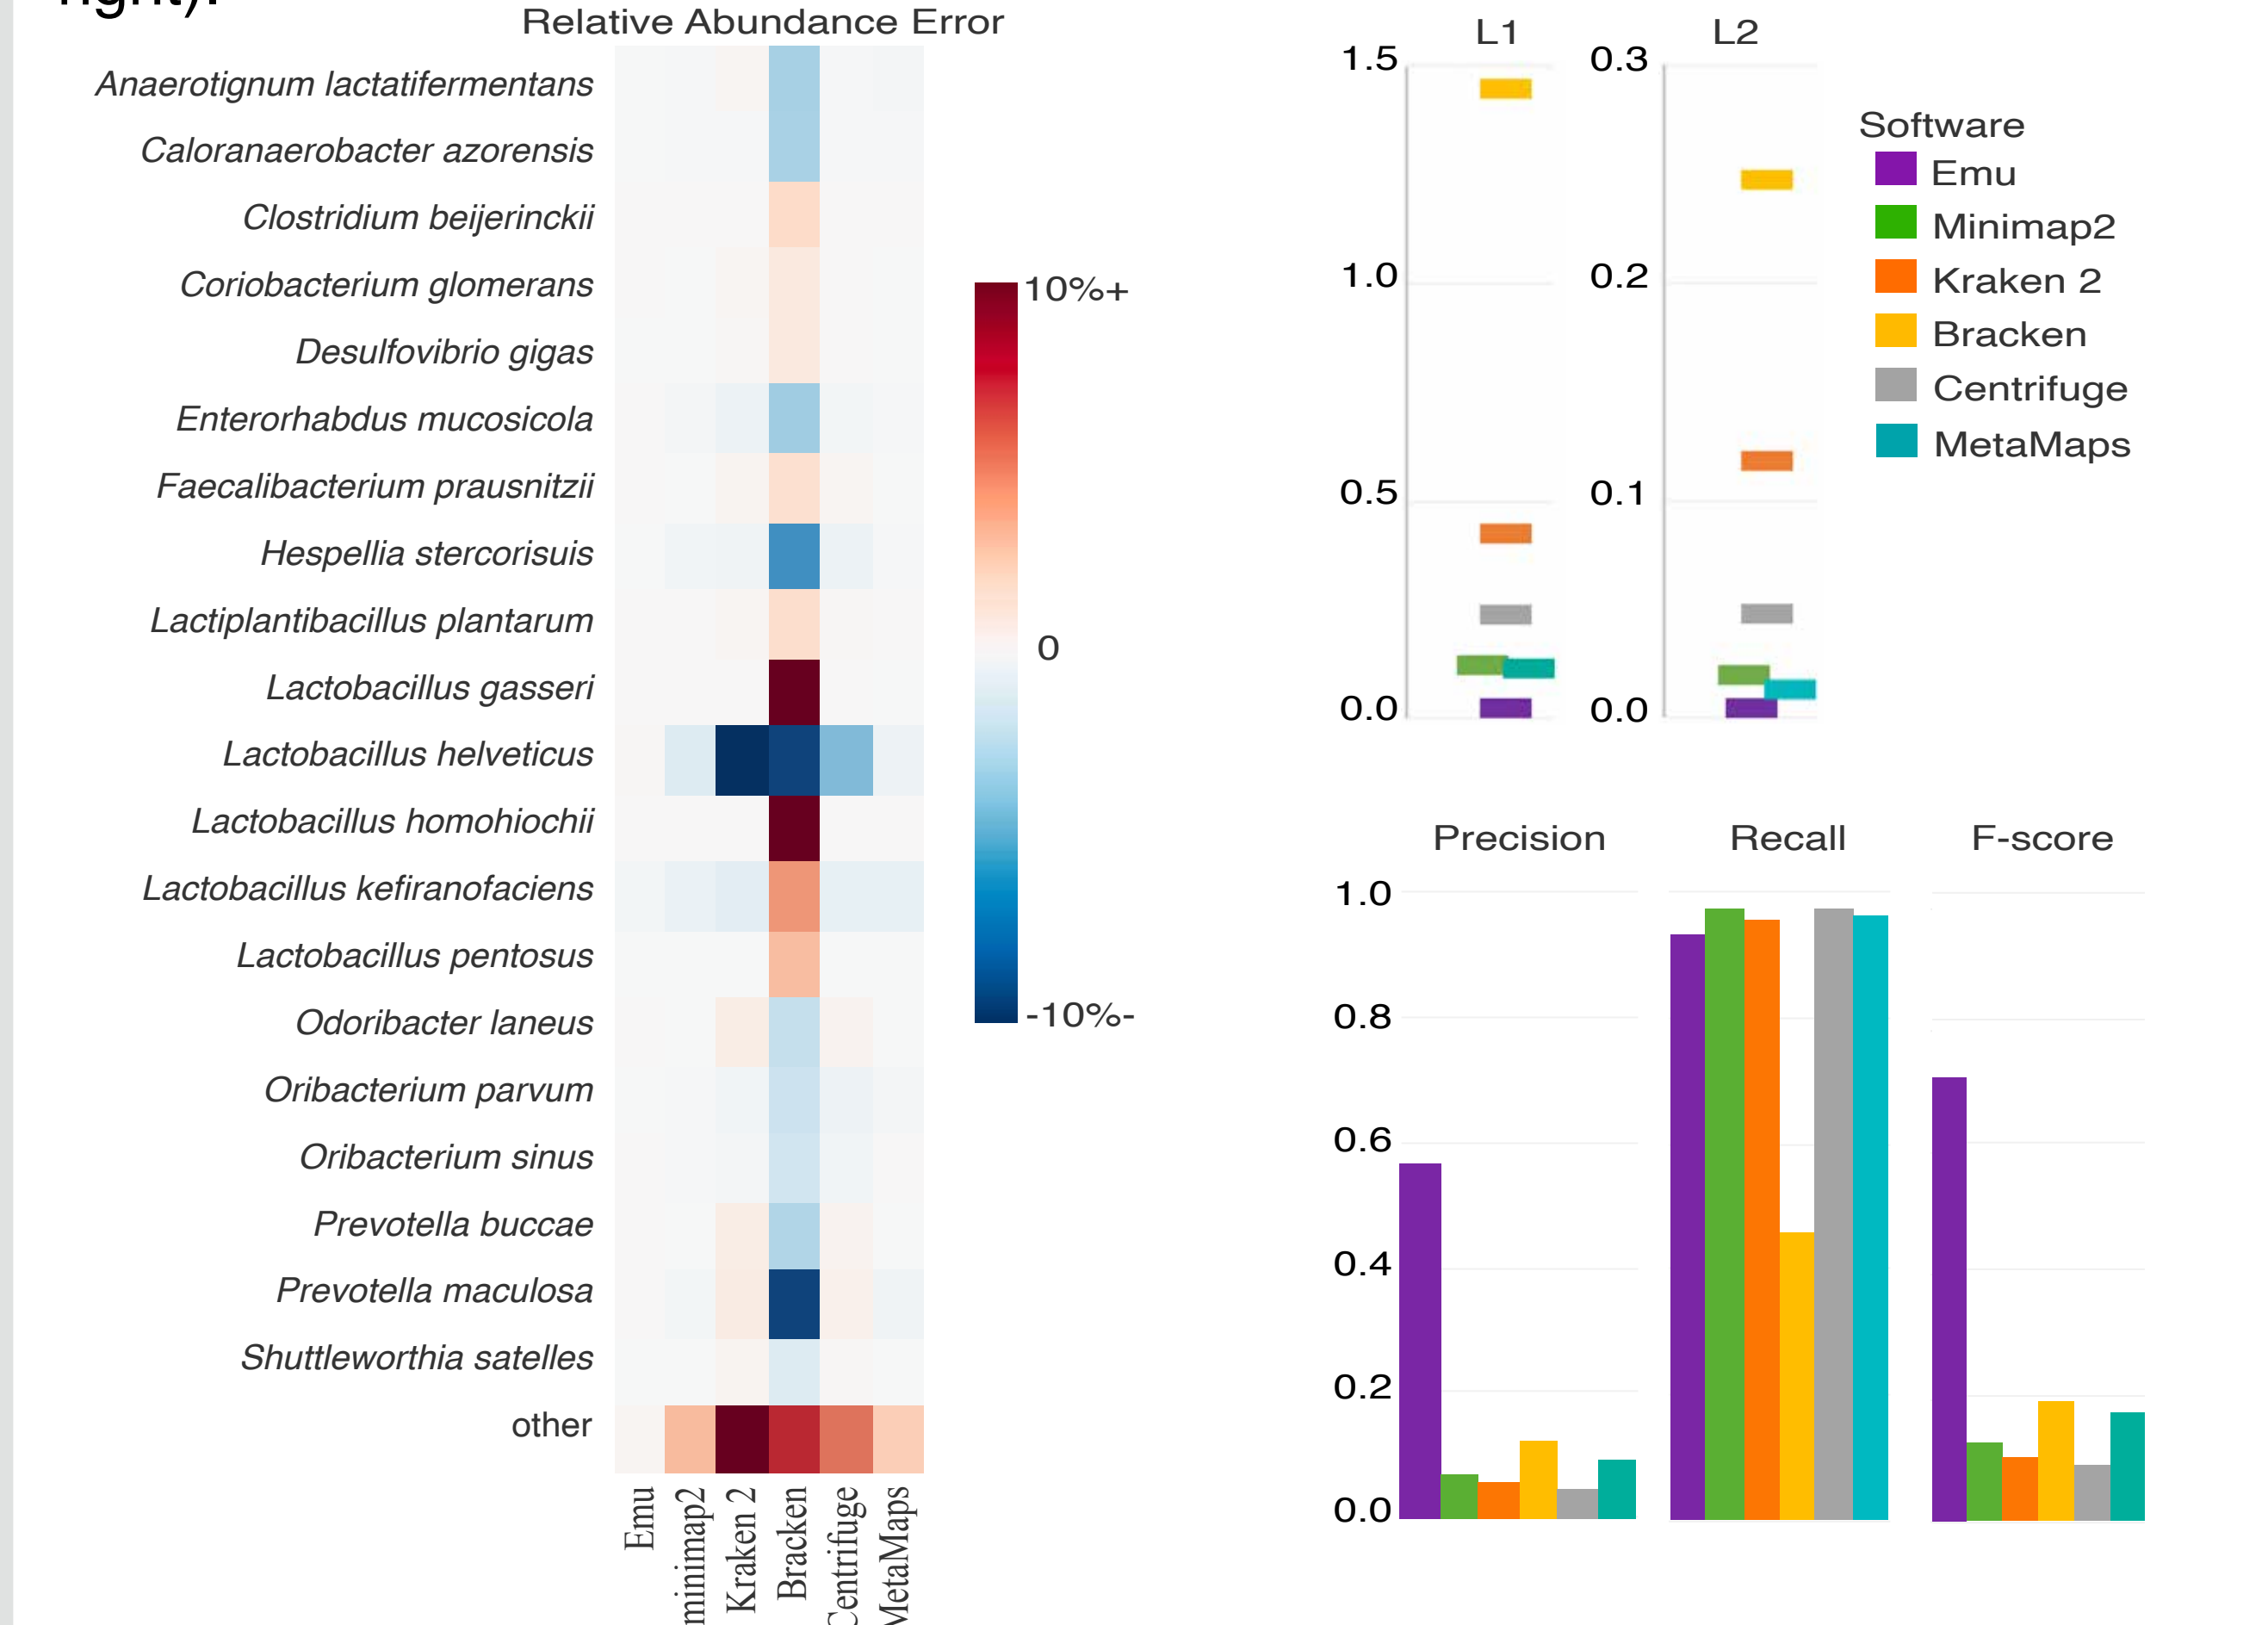 right).
Relative Abundance Error
Anaerotignum lactatifermentans
Caloranaerobacter azorensis
Clostridium beijerinckii
Coriobacterium glomerans
Desulfovibrio gigas
Enterorhabdus mucosicola
Faecalibacterium prausnitzii
Hespellia stercorisuis
Lactiplantibacillus plantarum
Lactobacillus gasseri
Lactobacillus helveticus
Lactobacillus homohiochii
Lactobacillus kefiranofaciens
Lactobacillus pentosus
Odoribacter laneus
Oribacterium parvum
Oribacterium sinus
Prevotella buccae
Prevotella maculosa
Shuttleworthia satelles
other
Emu
minimap2
Kraken 2
Bracken
Centrifuge
MetaMaps
10%+
0
-10%-
L1
1.5
1.0
0.5
0.0
L2
0.3
0.2
0.1
0.0
Software
Emu
Minimap2
Kraken 2
Bracken
Centrifuge
MetaMaps
Precision
Recall
F-score
1.0
0.8
0.6
0.4
0.2
0.0